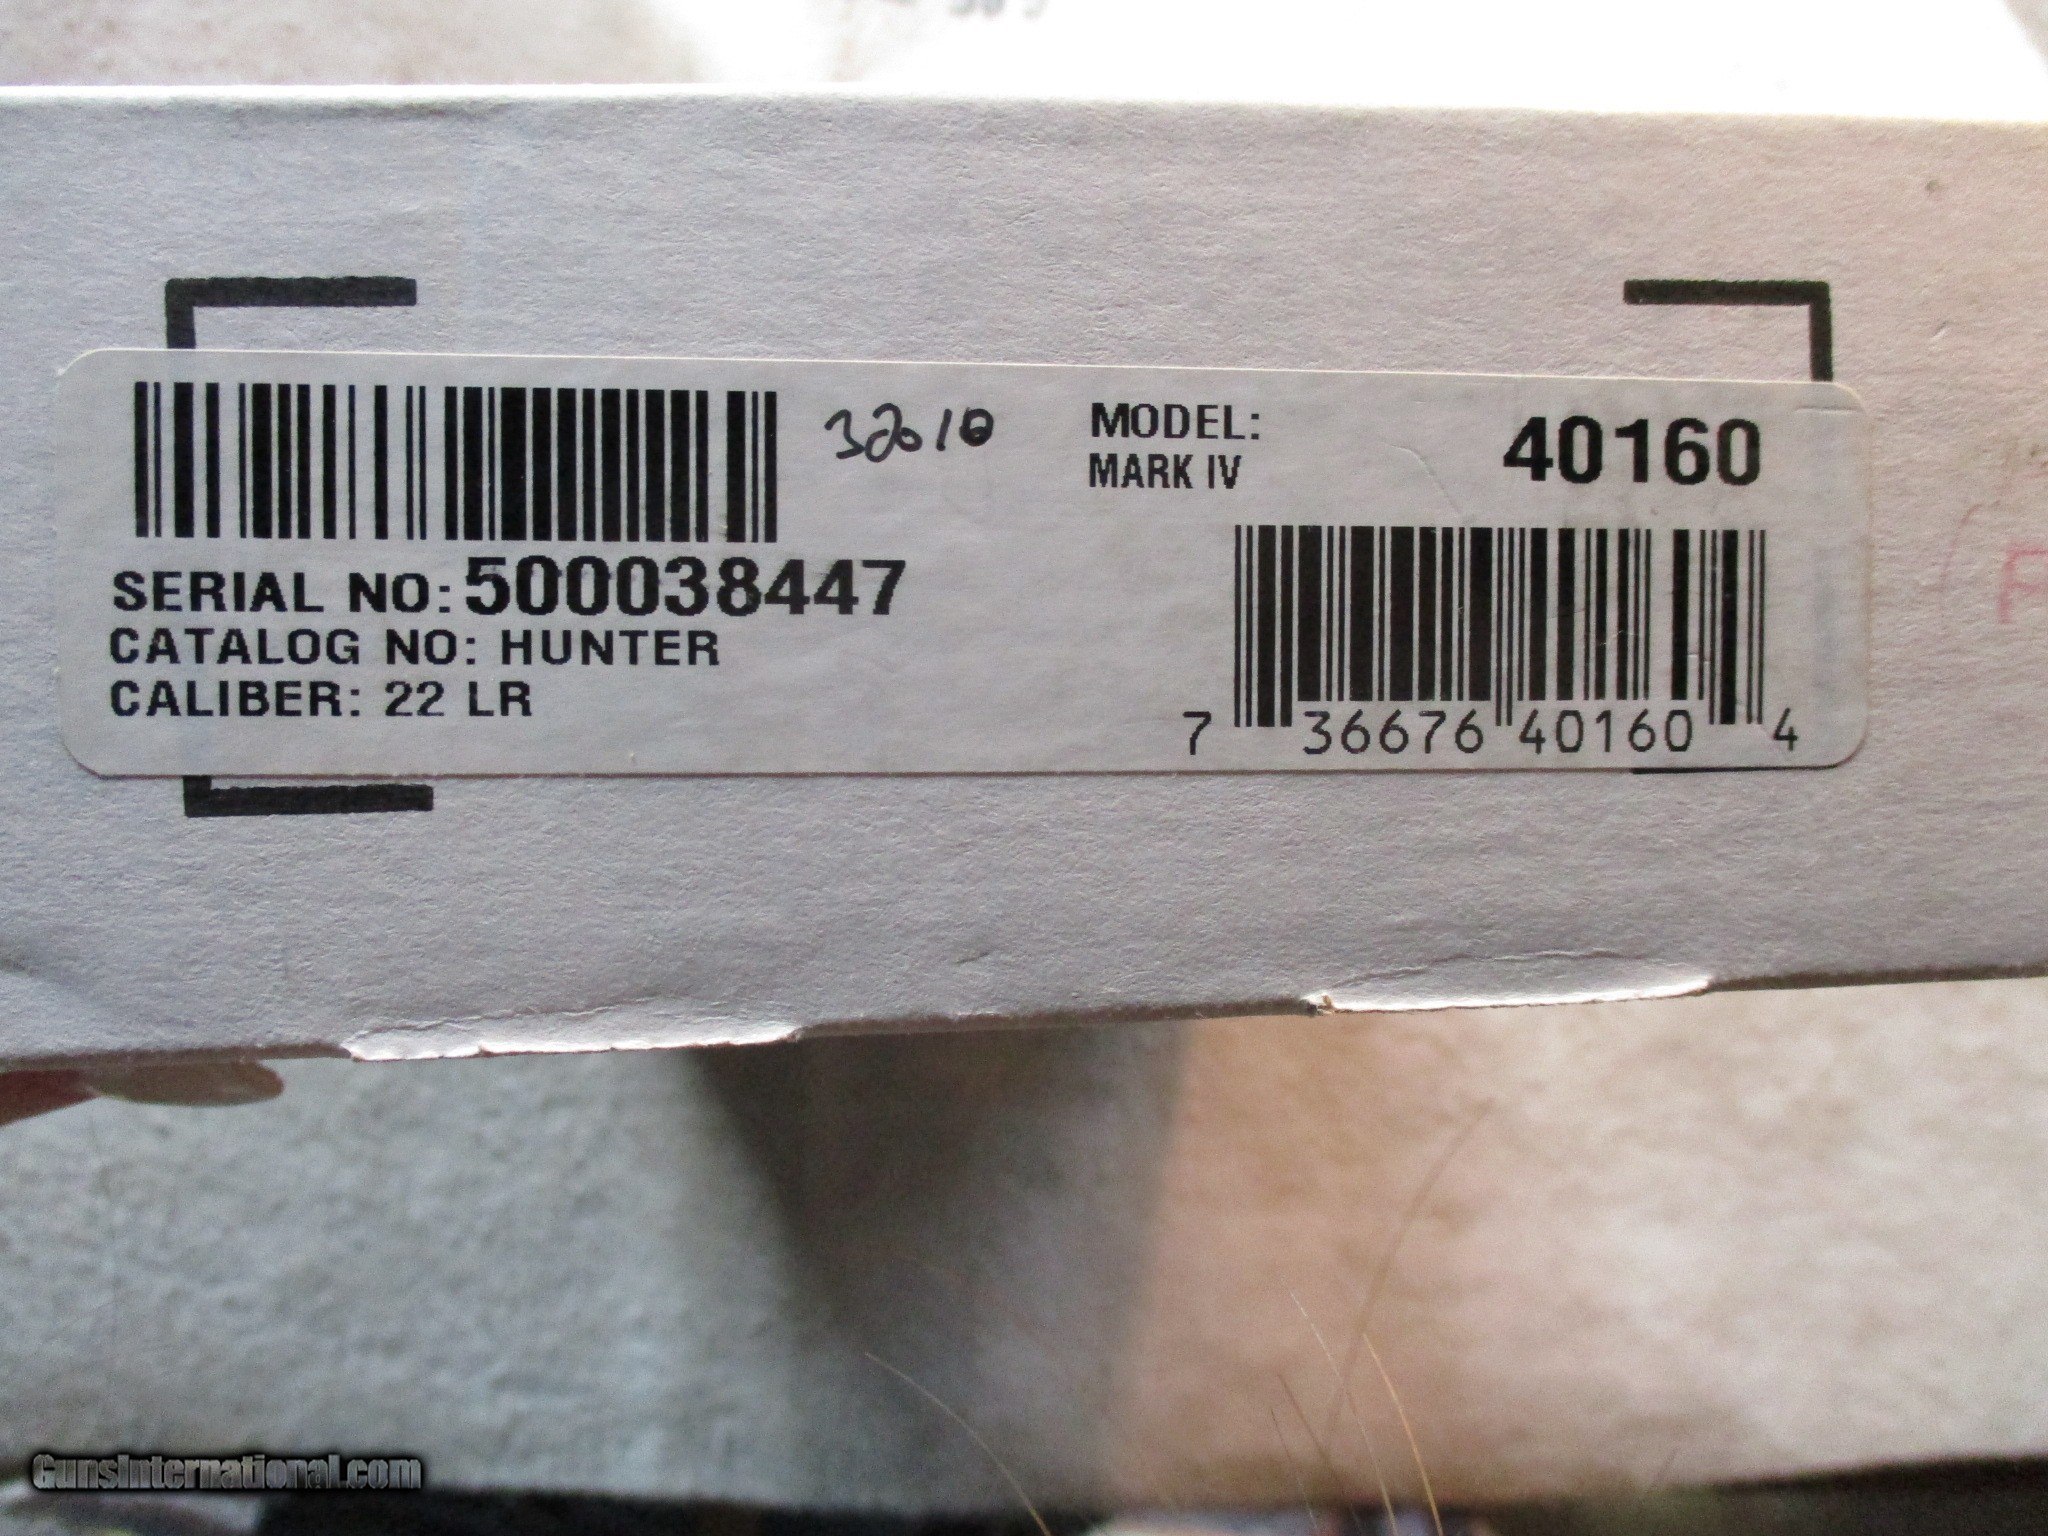 32010
MODEL:
40160
MARK IV
SERIAL NO: 500038447
CATALOG NO: HUNTER
CALIBER: 22 LR
7 36676 40160 4
GunsInternational.com